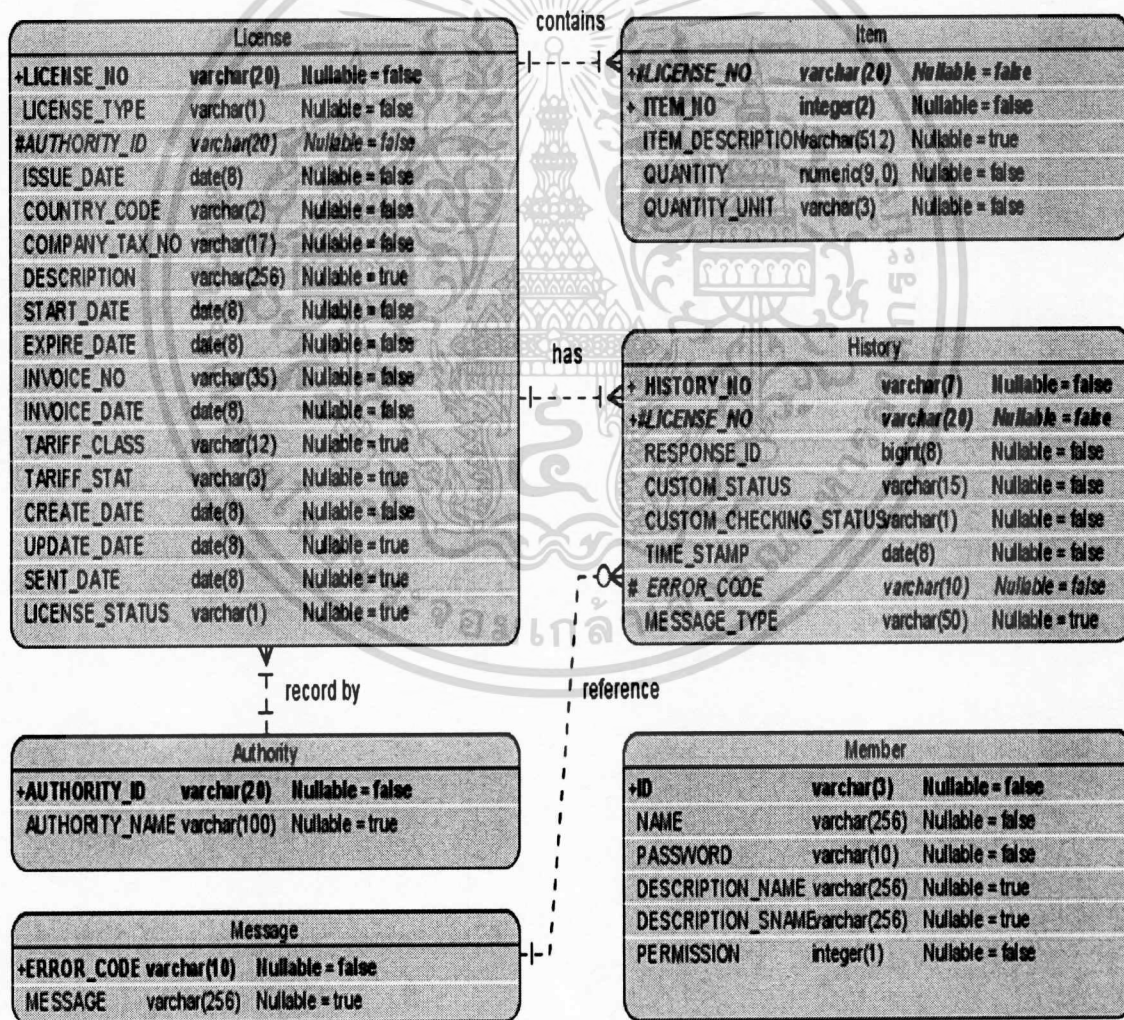 License
+LICENSE_NO varchar(20) Nullable = false
LICENSE_TYPE varchar(1) Nullable = false
#AUTHORITY_ID varchar(20) Nullable = false
ISSUE_DATE date(8) Nullable = false
COUNTRY_CODE varchar(2) Nullable = false
COMPANY_TAX_NO varchar(17) Nullable = false
DESCRIPTION varchar(256) Nullable = true
START_DATE date(8) Nullable = false
EXPIRE_DATE date(8) Nullable = false
INVOICE_NO varchar(35) Nullable = false
INVOICE_DATE date(8) Nullable = false
TARIFF_CLASS varchar(12) Nullable = true
TARIFF_STAT varchar(3) Nullable = true
CREATE_DATE date(8) Nullable = false
UPDATE_DATE date(8) Nullable = true
SENT_DATE date(8) Nullable = true
LICENSE_STATUS varchar(1) Nullable = true
contains
Item
+#LICENSE_NO varchar(20) Nullable = false
+ ITEM_NO integer(2) Nullable = false
ITEM_DESCRIPTION varchar(512) Nullable = true
QUANTITY numeric(9,0) Nullable = false
QUANTITY_UNIT varchar(3) Nullable = false
has
History
+ HISTORY_NO varchar(7) Nullable = false
+#LICENSE_NO varchar(20) Nullable = false
RESPONSE_ID bigint(8) Nullable = false
CUSTOM_STATUS varchar(15) Nullable = false
CUSTOM_CHECKING_STATUS varchar(1) Nullable = false
TIME_STAMP date(8) Nullable = false
# ERROR_CODE varchar(10) Nullable = false
MESSAGE_TYPE varchar(50) Nullable = true
record by
reference
Authority
+AUTHORITY_ID varchar(20) Nullable = false
AUTHORITY_NAME varchar(100) Nullable = true
Member
+ID varchar(3) Nullable = false
NAME varchar(256) Nullable = false
PASSWORD varchar(10) Nullable = false
DESCRIPTION_NAME varchar(256) Nullable = true
DESCRIPTION_SNAME varchar(256) Nullable = true
PERMISSION integer(1) Nullable = false
Message
+ERROR_CODE varchar(10) Nullable = false
MESSAGE varchar(256) Nullable = true